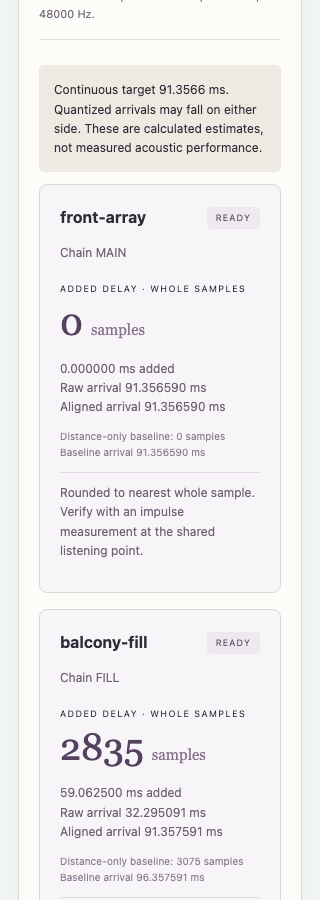 48000 Hz.
Continuous target 91.3566 ms.
Quantized arrivals may fall on either
side. These are calculated estimates,
not measured acoustic performance.
front-array
READY
Chain MAIN
ADDED DELAY · WHOLE SAMPLES
0 samples
0.000000 ms added
Raw arrival 91.356590 ms
Aligned arrival 91.356590 ms
Distance-only baseline: 0 samples
Baseline arrival 91.356590 ms
Rounded to nearest whole sample.
Verify with an impulse
measurement at the shared
listening point.
balcony-fill
READY
Chain FILL
ADDED DELAY · WHOLE SAMPLES
2835 samples
59.062500 ms added
Raw arrival 32.295091 ms
Aligned arrival 91.357591 ms
Distance-only baseline: 3075 samples
Baseline arrival 96.357591 ms